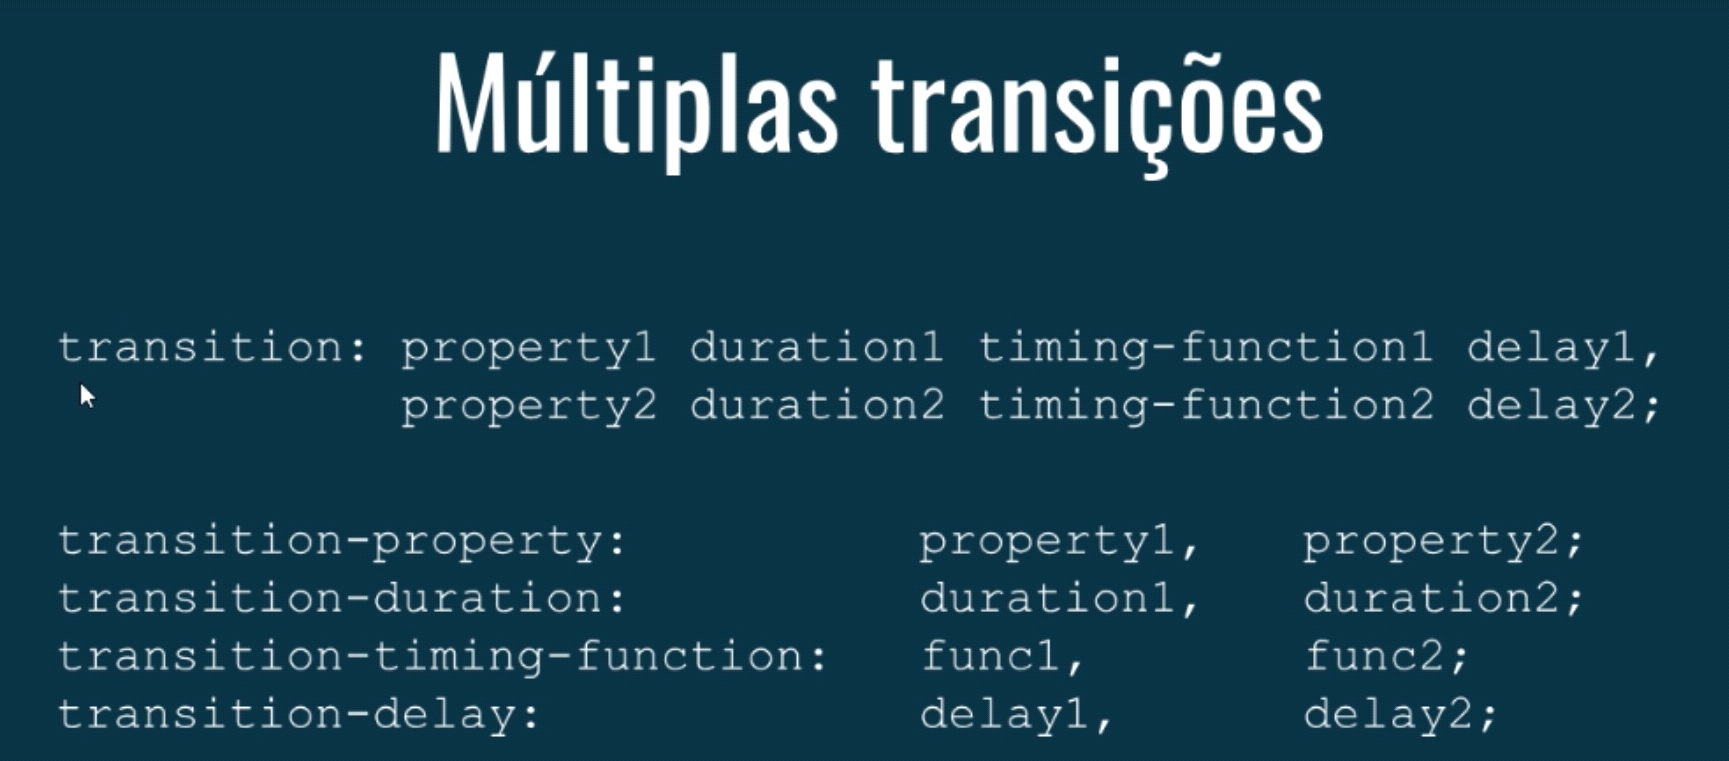 Múltiplas transições
transition: property1 duration1 timing-function1 delay1,
property2 duration2 timing-function2 delay2;
transition-property: property1, property2;
transition-duration: duration1, duration2;
transition-timing-function: func1, func2;
transition-delay: delay1, delay2;